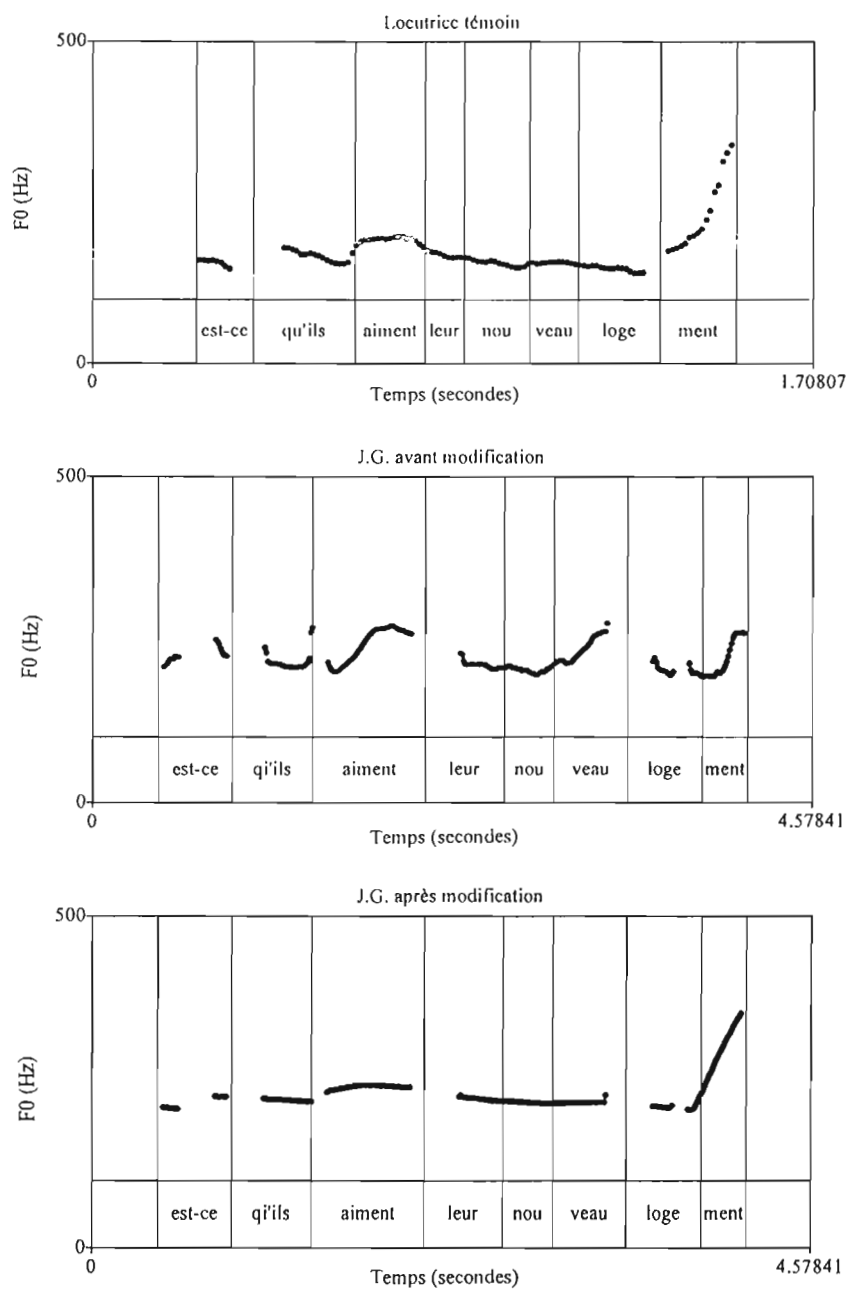 Locutrice témoin
500
F0 (Hz)
est-ce qu'ils aiment leur nou veau loge ment
0
0 1.70807
Temps (secondes)
J.G. avant modification
500
F0 (Hz)
est-ce qi'ils aiment leur nou veau loge ment
0
0 4.57841
Temps (secondes)
J.G. après modification
500
F0 (Hz)
est-ce qi'ils aiment leur nou veau loge ment
0
0 4.57841
Temps (secondes)